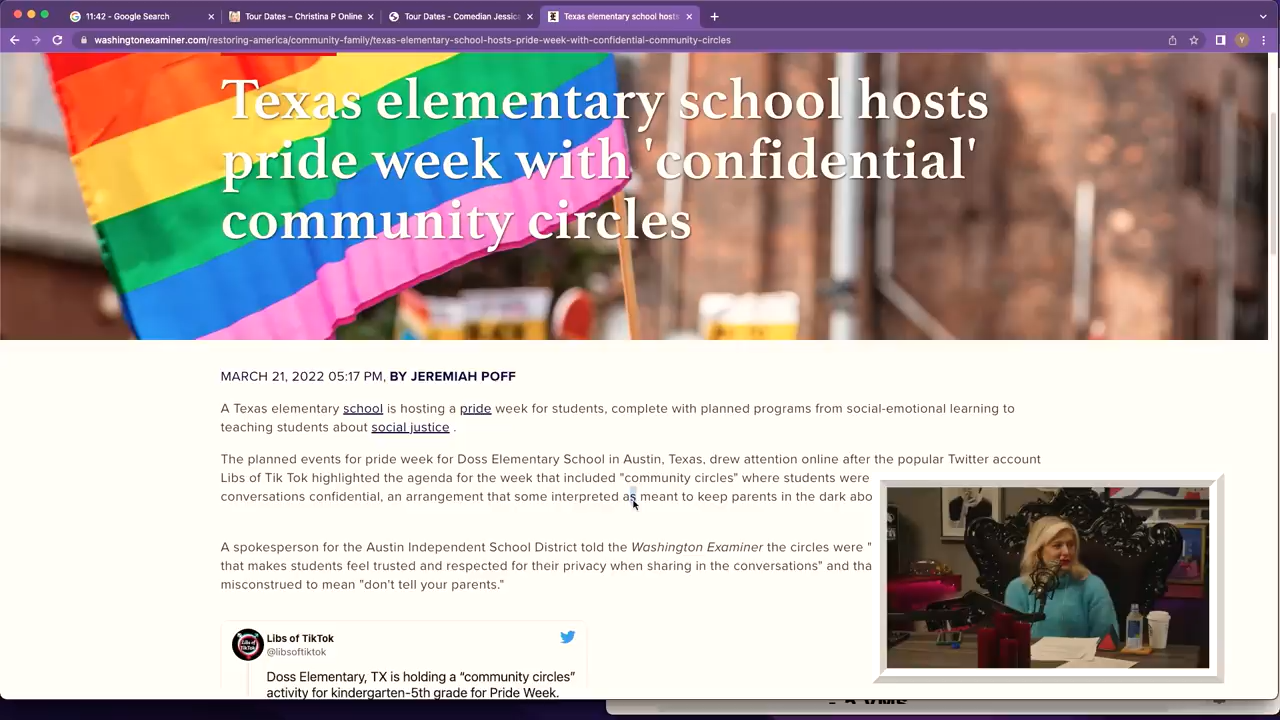 11:42 - Google Search
Tour Dates – Christina P Online
Tour Dates - Comedian Jessica
Texas elementary school hosts
washingtonexaminer.com/restoring-america/community-family/texas-elementary-school-hosts-pride-week-with-confidential-community-circles
Y
Texas elementary school hosts
pride week with 'confidential'
community circles
MARCH 21, 2022 05:17 PM, BY JEREMIAH POFF
A Texas elementary school is hosting a pride week for students, complete with planned programs from social-emotional learning to
teaching students about social justice .
The planned events for pride week for Doss Elementary School in Austin, Texas, drew attention online after the popular Twitter account
Libs of Tik Tok highlighted the agenda for the week that included "community circles" where students were
conversations confidential, an arrangement that some interpreted as meant to keep parents in the dark abo
A spokesperson for the Austin Independent School District told the Washington Examiner the circles were "
that makes students feel trusted and respected for their privacy when sharing in the conversations" and tha
misconstrued to mean "don't tell your parents."
Libs of TikTok
@libsoftiktok
Doss Elementary, TX is holding a “community circles”
activity for kindergarten-5th grade for Pride Week.